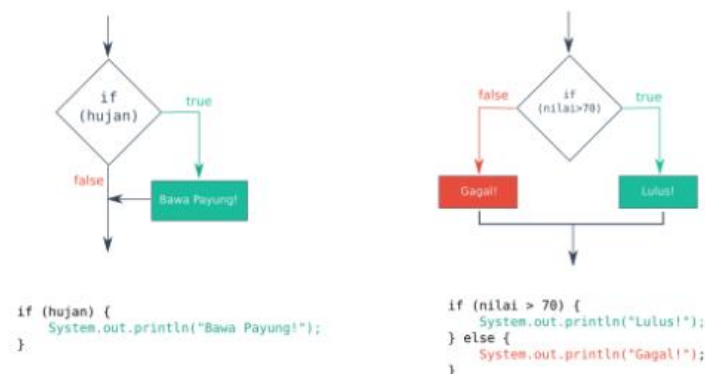 if
(hujan)
true
false
Bawa Payung!
if (hujan) {
System.out.println("Bawa Payung!");
}
if
(nilai>70)
false
true
Gagal!
Lulus!
if (nilai > 70) {
System.out.println("Lulus!");
} else {
System.out.println("Gagal!");
}